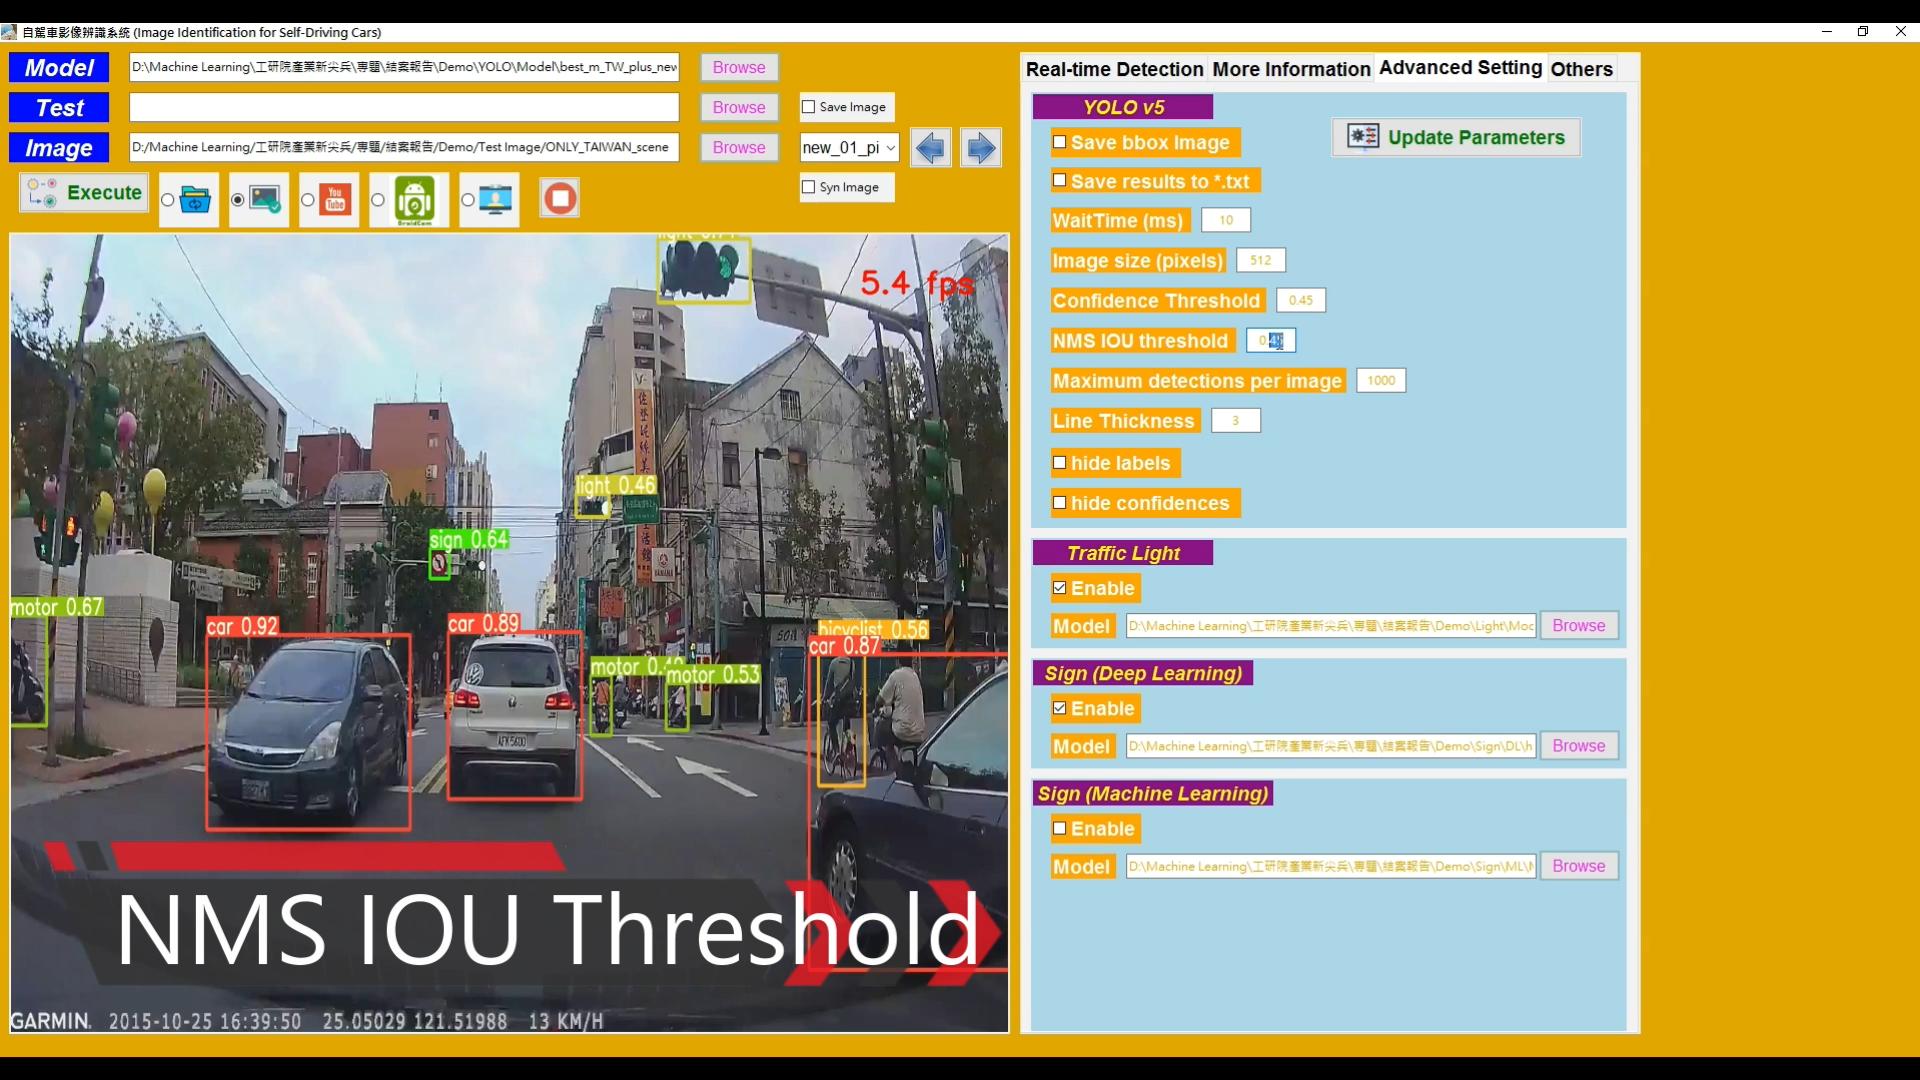 自駕車影像辨識系統 (Image Identification for Self-Driving Cars)
Model
D:\Machine Learning\工研院產業新尖兵\專題\結案報告\Demo\YOLO\Model\best_m_TW_plus_new
Browse
Test
Browse
Save Image
Image
D:/Machine Learning/工研院產業新尖兵/專題/結案報告/Demo/Test Image/ONLY_TAIWAN_scene
Browse
new_01_pi
Syn Image
Execute
You
Tube
DroidCam
5.4 fps
light 0.46
sign 0.64
motor 0.67
car 0.92
car 0.89
bicyclist 0.56
car 0.87
motor
motor 0.53
AFK 5600
NMS IOU Threshold
GARMIN. 2015-10-25 16:39:50 25.05029 121.51988 13 KM/H
Real-time Detection
More Information
Advanced Setting
Others
YOLO v5
Update Parameters
Save bbox Image
Save results to *.txt
WaitTime (ms) 10
Image size (pixels) 512
Confidence Threshold 0.45
NMS IOU threshold 0.45
Maximum detections per image 1000
Line Thickness 3
hide labels
hide confidences
Traffic Light
Enable
Model D:\Machine Learning\工研院產業新尖兵\專題\結案報告\Demo\Light\Moc Browse
Sign (Deep Learning)
Enable
Model D:\Machine Learning\工研院產業新尖兵\專題\結案報告\Demo\Sign\DL\h Browse
Sign (Machine Learning)
Enable
Model D:\Machine Learning\工研院產業新尖兵\專題\結案報告\Demo\Sign\ML\N Browse